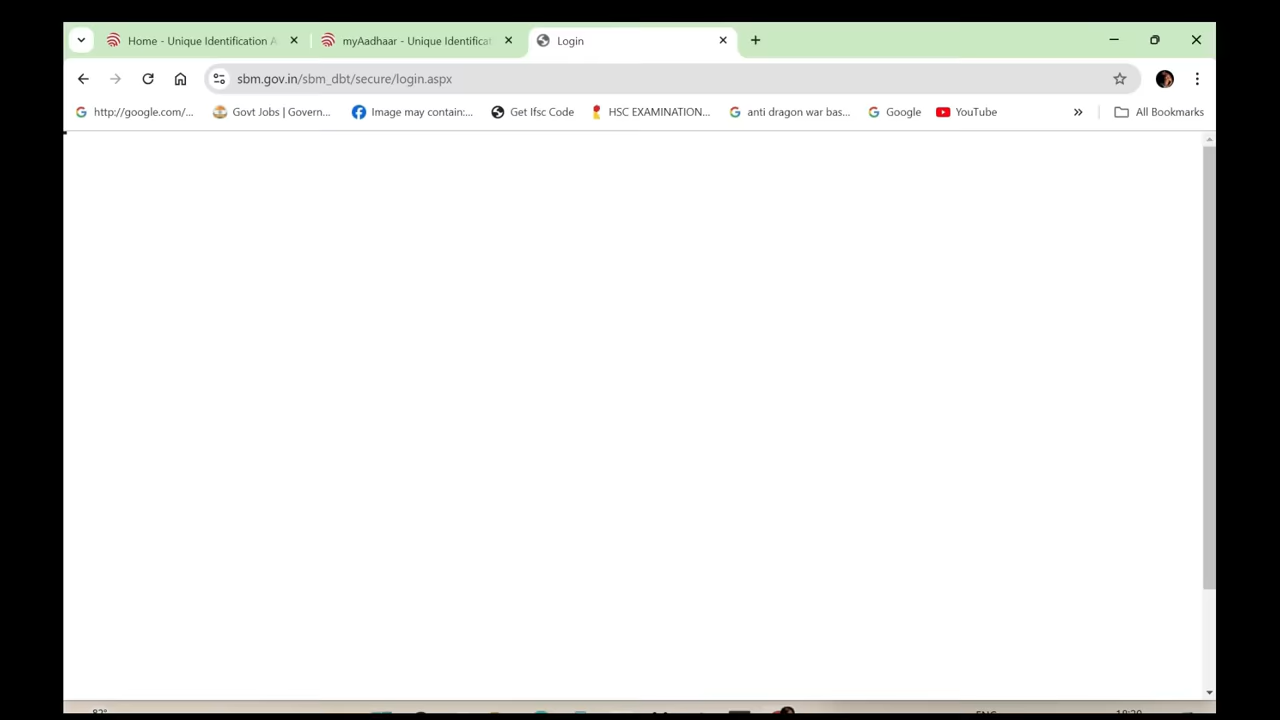 Home - Unique Identification A
myAadhaar - Unique Identificat
Login
sbm.gov.in/sbm_dbt/secure/login.aspx
http://google.com/...
Govt Jobs | Govern...
Image may contain:...
Get Ifsc Code
HSC EXAMINATION...
anti dragon war bas...
Google
YouTube
All Bookmarks